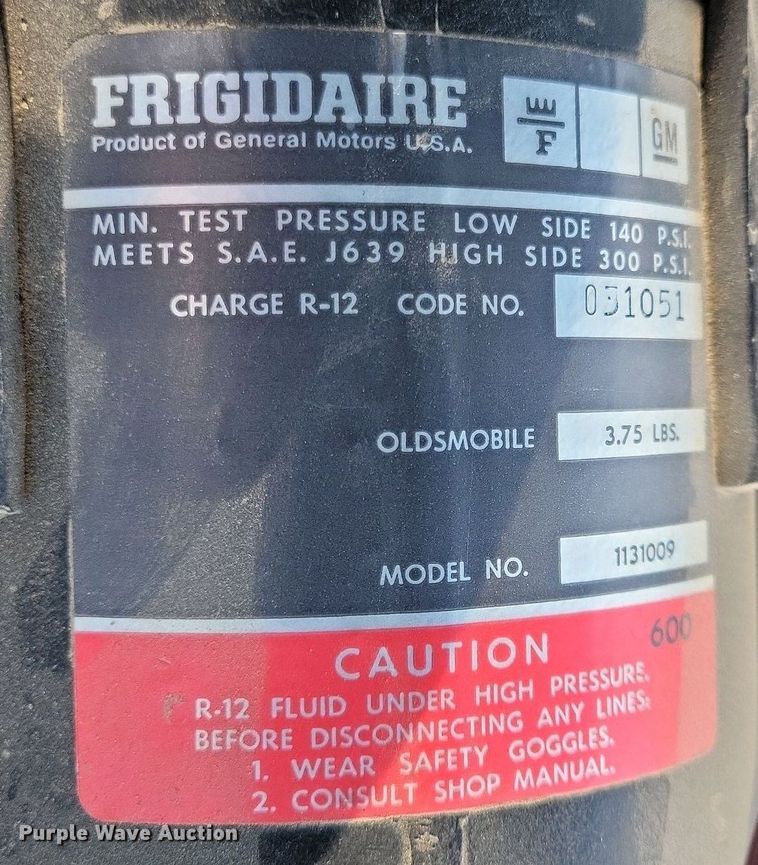 FRIGIDAIRE
Product of General Motors U.S.A.
F
GM
MIN. TEST PRESSURE LOW SIDE 140 P.S.I.
MEETS S.A.E. J639 HIGH SIDE 300 P.S.I.
CHARGE R-12 CODE NO. 031051
OLDSMOBILE 3.75 LBS.
MODEL NO. 1131009
600
CAUTION
R-12 FLUID UNDER HIGH PRESSURE.
BEFORE DISCONNECTING ANY LINES:
1. WEAR SAFETY GOGGLES.
2. CONSULT SHOP MANUAL.
Purple Wave Auction